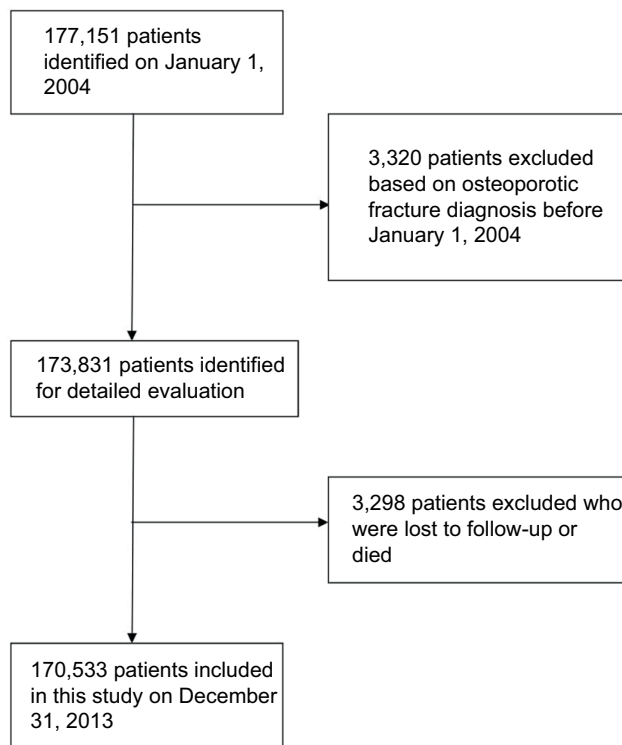 177,151 patients
identified on January 1,
2004
3,320 patients excluded
based on osteoporotic
fracture diagnosis before
January 1, 2004
173,831 patients identified
for detailed evaluation
3,298 patients excluded who
were lost to follow-up or
died
170,533 patients included
in this study on December
31, 2013